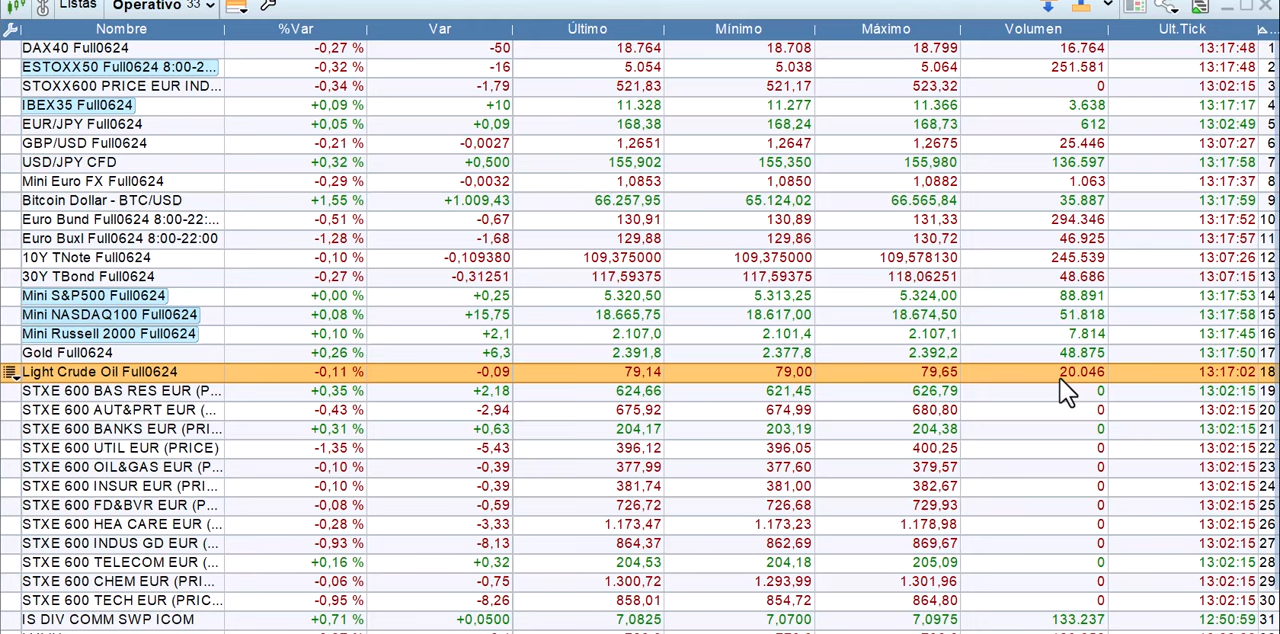 Listas Operativo 33
Nombre %Var Var Último Mínimo Máximo Volumen Ult.Tick
DAX40 Full0624 -0,27 % -50 18.764 18.708 18.799 16.764 13:17:48 1
ESTOXX50 Full0624 8:00-2... -0,32 % -16 5.054 5.038 5.064 251.581 13:17:48 2
STOXX600 PRICE EUR IND... -0,34 % -1,79 521,83 521,17 523,32 0 13:02:15 3
IBEX35 Full0624 +0,09 % +10 11.328 11.277 11.366 3.638 13:17:17 4
EUR/JPY Full0624 +0,05 % +0,09 168,38 168,24 168,73 612 13:02:49 5
GBP/USD Full0624 -0,21 % -0,0027 1,2651 1,2647 1,2675 25.446 13:07:27 6
USD/JPY CFD +0,32 % +0,500 155,902 155,350 155,980 136.597 13:17:58 7
Mini Euro FX Full0624 -0,29 % -0,0032 1,0853 1,0850 1,0882 1.063 13:17:37 8
Bitcoin Dollar - BTC/USD +1,55 % +1.009,43 66.257,95 65.124,02 66.565,84 35.887 13:17:59 9
Euro Bund Full0624 8:00-22:... -0,51 % -0,67 130,91 130,89 131,33 294.346 13:17:52 10
Euro Buxl Full0624 8:00-22:00 -1,28 % -1,68 129,88 129,86 130,72 46.925 13:17:57 11
10Y TNote Full0624 -0,10 % -0,109380 109,375000 109,375000 109,578130 245.539 13:07:26 12
30Y TBond Full0624 -0,27 % -0,31251 117,59375 117,59375 118,06251 48.686 13:07:15 13
Mini S&P500 Full0624 +0,00 % +0,25 5.320,50 5.313,25 5.324,00 88.891 13:17:53 14
Mini NASDAQ100 Full0624 +0,08 % +15,75 18.665,75 18.617,00 18.674,50 51.818 13:17:58 15
Mini Russell 2000 Full0624 +0,10 % +2,1 2.107,0 2.101,4 2.107,1 7.814 13:17:45 16
Gold Full0624 +0,26 % +6,3 2.391,8 2.377,8 2.392,2 48.875 13:17:50 17
Light Crude Oil Full0624 -0,11 % -0,09 79,14 79,00 79,65 20.046 13:17:02 18
STXE 600 BAS RES EUR (P... +0,35 % +2,18 624,66 621,45 626,79 0 13:02:15 19
STXE 600 AUT&PRT EUR (... -0,43 % -2,94 675,92 674,99 680,80 0 13:02:15 20
STXE 600 BANKS EUR (PRI... +0,31 % +0,63 204,17 203,19 204,38 0 13:02:15 21
STXE 600 UTIL EUR (PRICE) -1,35 % -5,43 396,12 396,05 400,25 0 13:02:15 22
STXE 600 OIL&GAS EUR (P... -0,10 % -0,39 377,99 377,60 379,57 0 13:02:15 23
STXE 600 INSUR EUR (PRI... -0,10 % -0,39 381,74 381,00 382,67 0 13:02:15 24
STXE 600 FD&BVR EUR (P... -0,08 % -0,59 726,72 726,68 729,93 0 13:02:15 25
STXE 600 HEA CARE EUR (... -0,28 % -3,33 1.173,47 1.173,23 1.178,98 0 13:02:15 26
STXE 600 INDUS GD EUR (... -0,93 % -8,13 864,37 862,69 869,67 0 13:02:15 27
STXE 600 TELECOM EUR (... +0,16 % +0,32 204,53 204,18 205,09 0 13:02:15 28
STXE 600 CHEM EUR (PRI... -0,06 % -0,75 1.300,72 1.293,99 1.301,96 0 13:02:15 29
STXE 600 TECH EUR (PRIC... -0,95 % -8,26 858,01 854,72 864,80 0 13:02:15 30
IS DIV COMM SWP ICOM +0,71 % +0,0500 7,0825 7,0700 7,0975 133.237 12:50:59 31